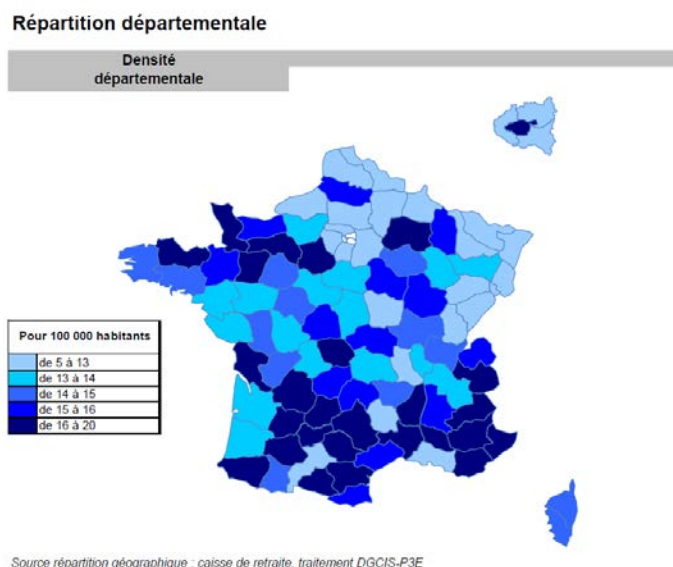 Répartition départementale
Densité
départementale
Pour 100 000 habitants
de 5 à 13
de 13 à 14
de 14 à 15
de 15 à 16
de 16 à 20
Source répartition géographique : caisse de retraite, traitement DGCIS-P3E